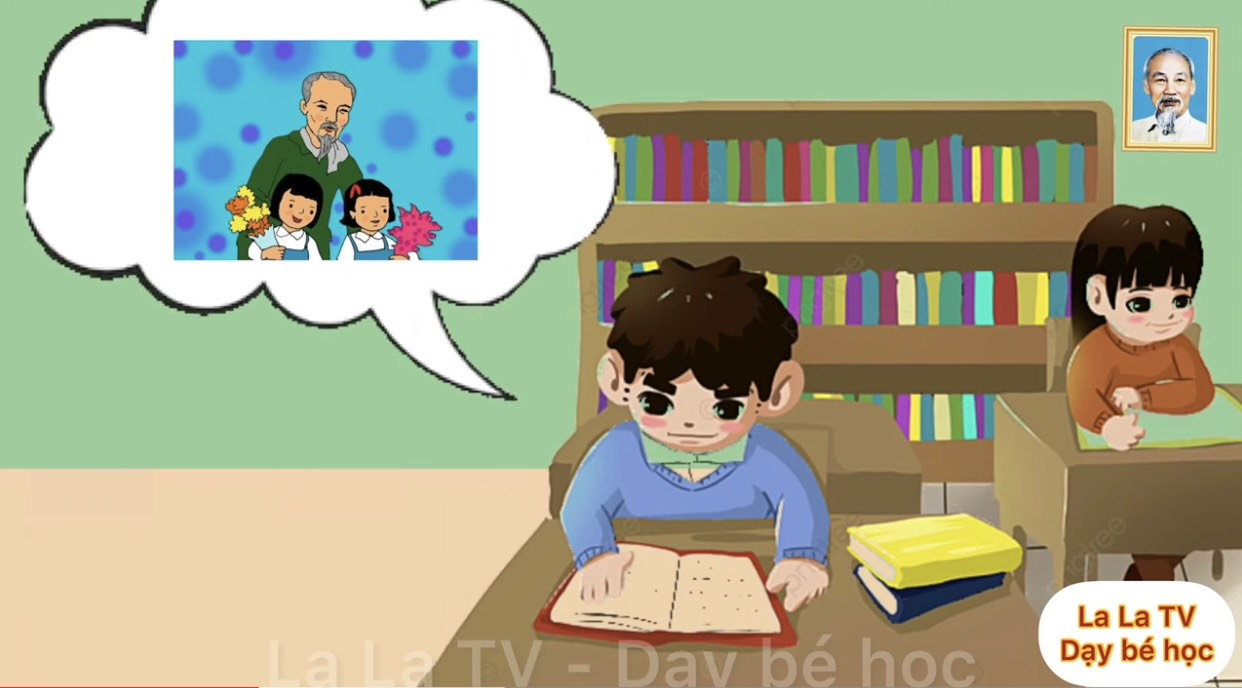 La La TV
Dạy bé học
La La TV - Dạy bé học